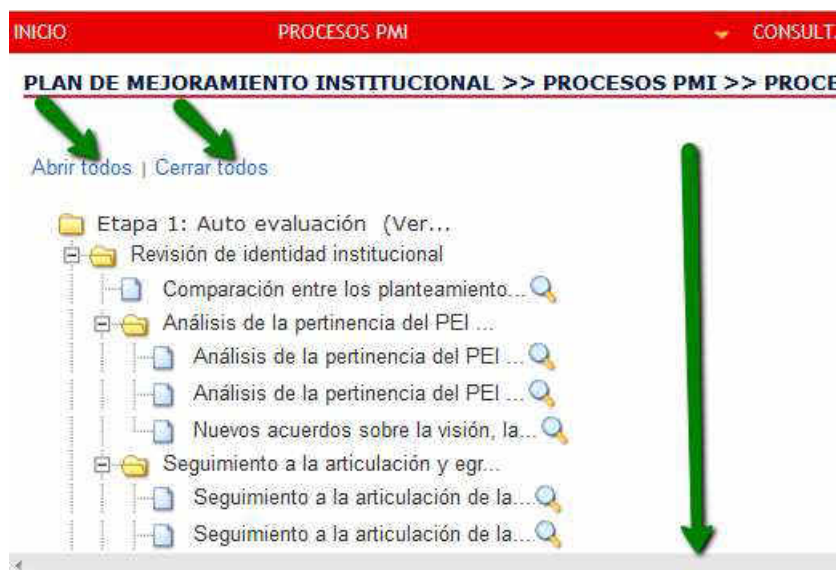 INICIO PROCESOS PMI CONSULTA
PLAN DE MEJORAMIENTO INSTITUCIONAL >> PROCESOS PMI >> PROCE
Abrir todos | Cerrar todos
Etapa 1: Auto evaluación (Ver...
Revisión de identidad institucional
Comparación entre los planteamiento...
Análisis de la pertinencia del PEI ...
Análisis de la pertinencia del PEI ...
Análisis de la pertinencia del PEI ...
Nuevos acuerdos sobre la visión, la...
Seguimiento a la articulación y egr...
Seguimiento a la articulación de la...
Seguimiento a la articulación de la...